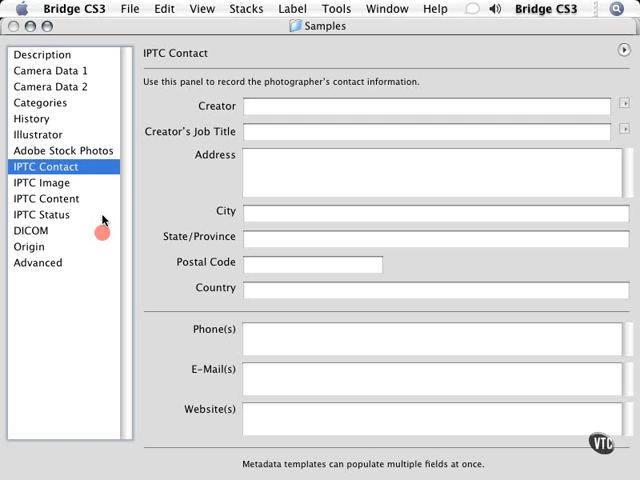 Bridge CS3 File Edit View Stacks Label Tools Window Help Bridge CS3
Samples
Description
Camera Data 1
Camera Data 2
Categories
History
Illustrator
Adobe Stock Photos
IPTC Contact
IPTC Image
IPTC Content
IPTC Status
DICOM
Origin
Advanced
IPTC Contact
Use this panel to record the photographer's contact information.
Creator
Creator's Job Title
Address
City
State/Province
Postal Code
Country
Phone(s)
E-Mail(s)
Website(s)
VTC
Metadata templates can populate multiple fields at once.